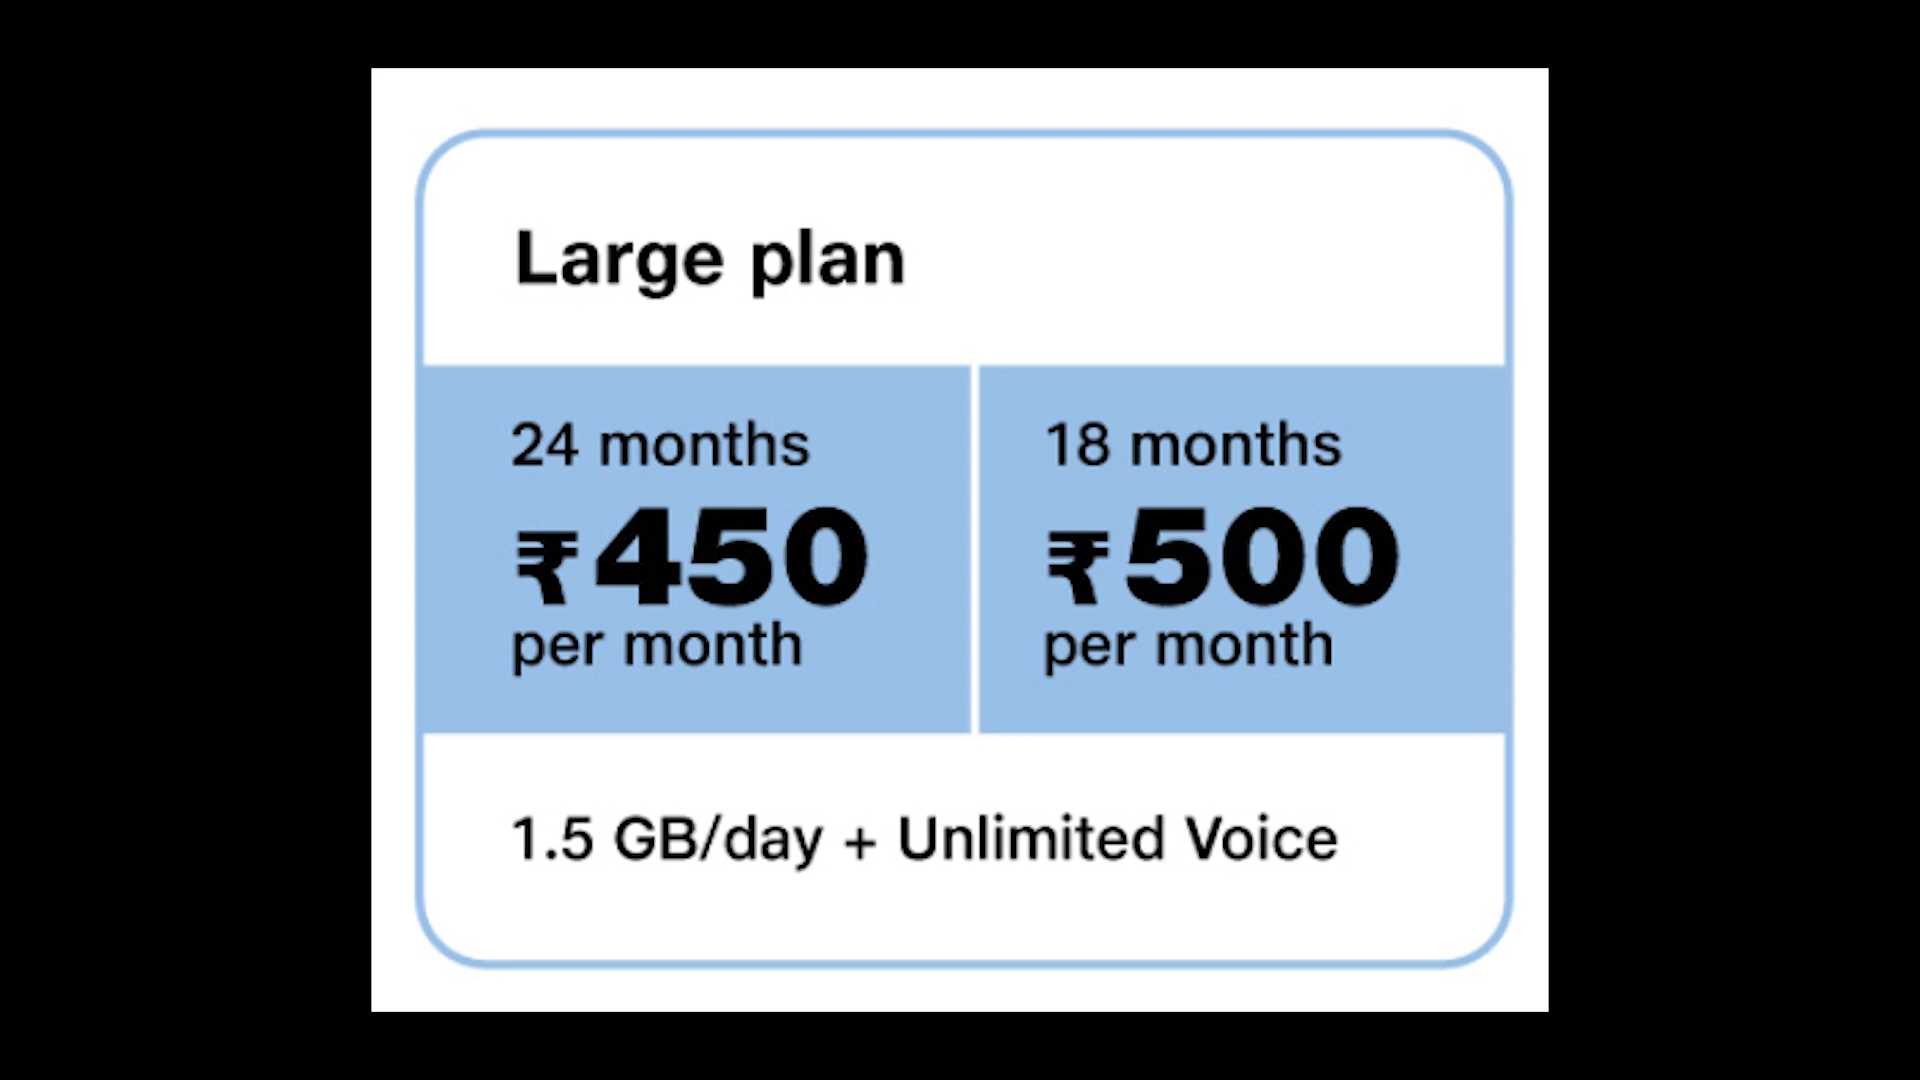 Large plan
24 months
₹450
per month
18 months
₹500
per month
1.5 GB/day + Unlimited Voice